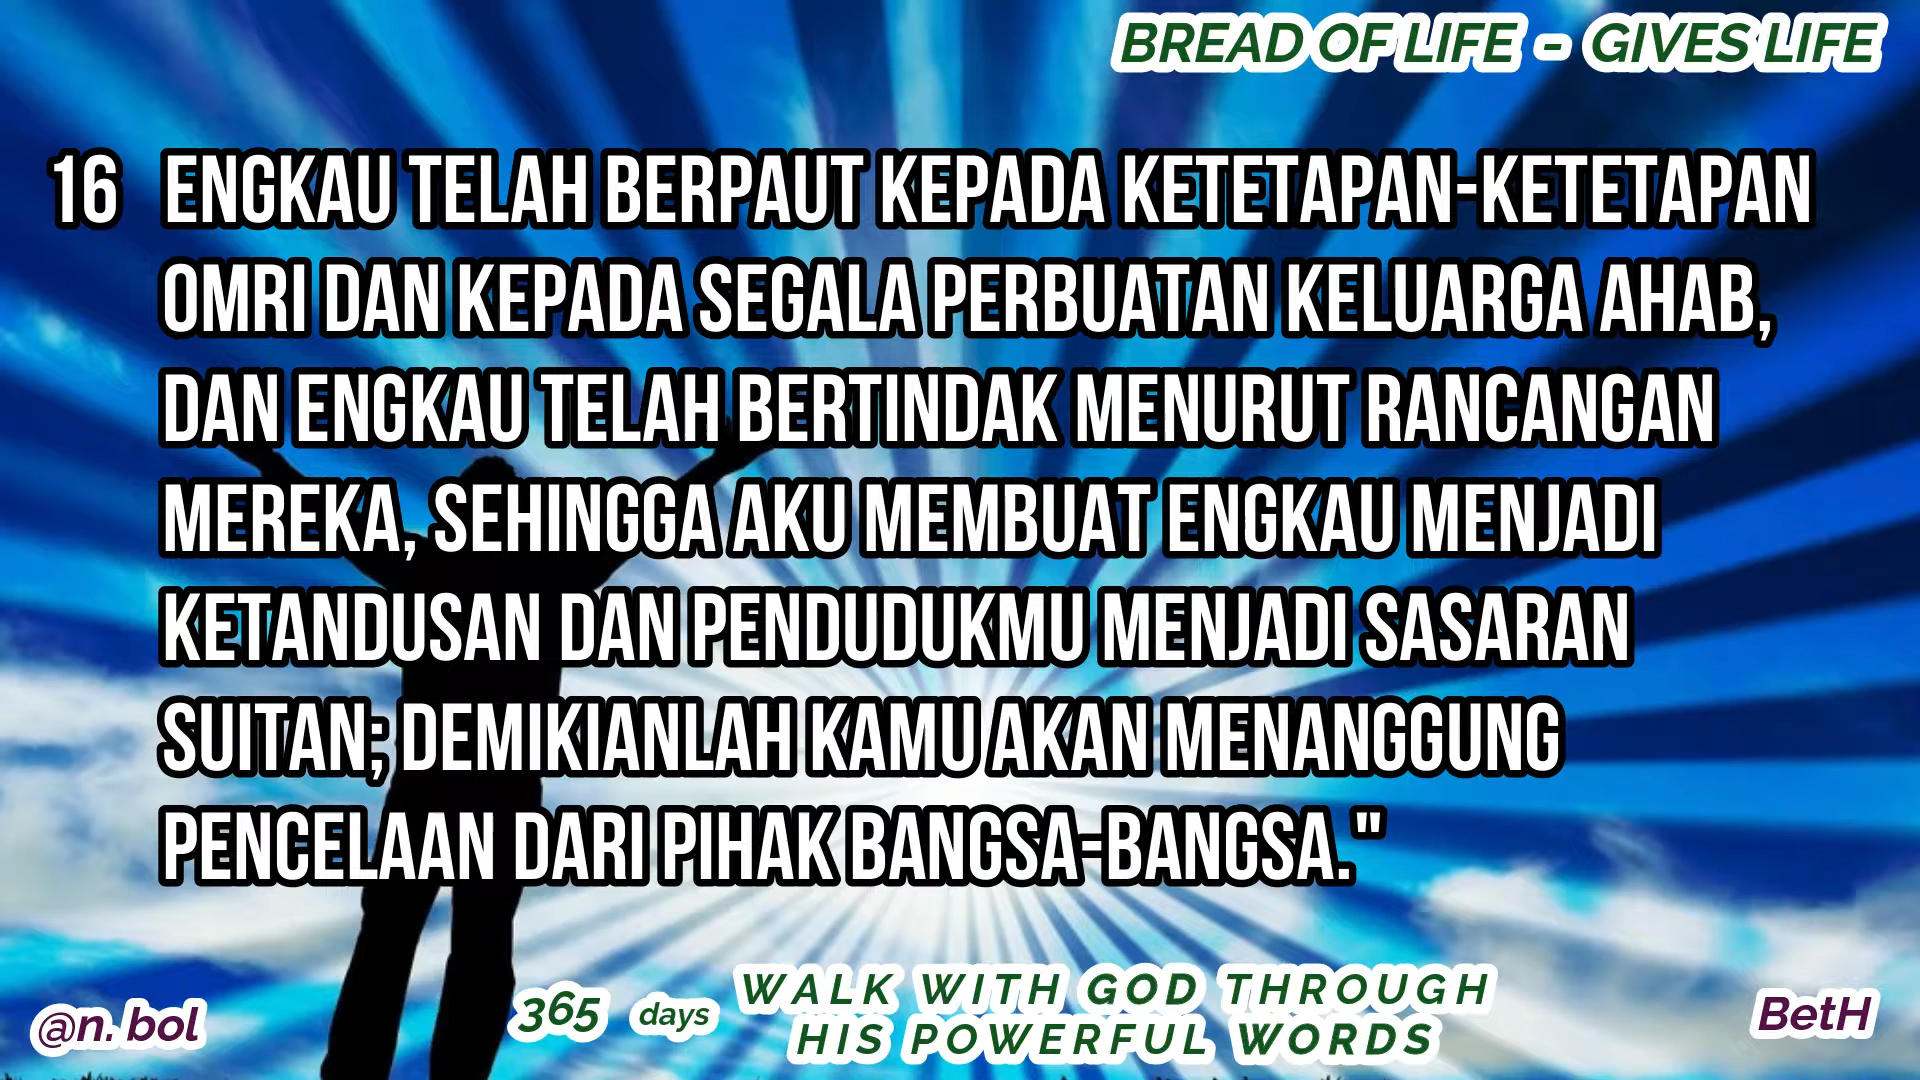 BREAD OF LIFE - GIVES LIFE
16 ENGKAU TELAH BERPAUT KEPADA KETETAPAN-KETETAPAN
OMRI DAN KEPADA SEGALA PERBUATAN KELUARGA AHAB,
DAN ENGKAU TELAH BERTINDAK MENURUT RANCANGAN
MEREKA, SEHINGGA AKU MEMBUAT ENGKAU MENJADI
KETANDUSAN DAN PENDUDUKMU MENJADI SASARAN
SUITAN; DEMIKIANLAH KAMU AKAN MENANGGUNG
PENCELAAN DARI PIHAK BANGSA-BANGSA."
@n. bol
365 days
WALK WITH GOD THROUGH
HIS POWERFUL WORDS
BetH